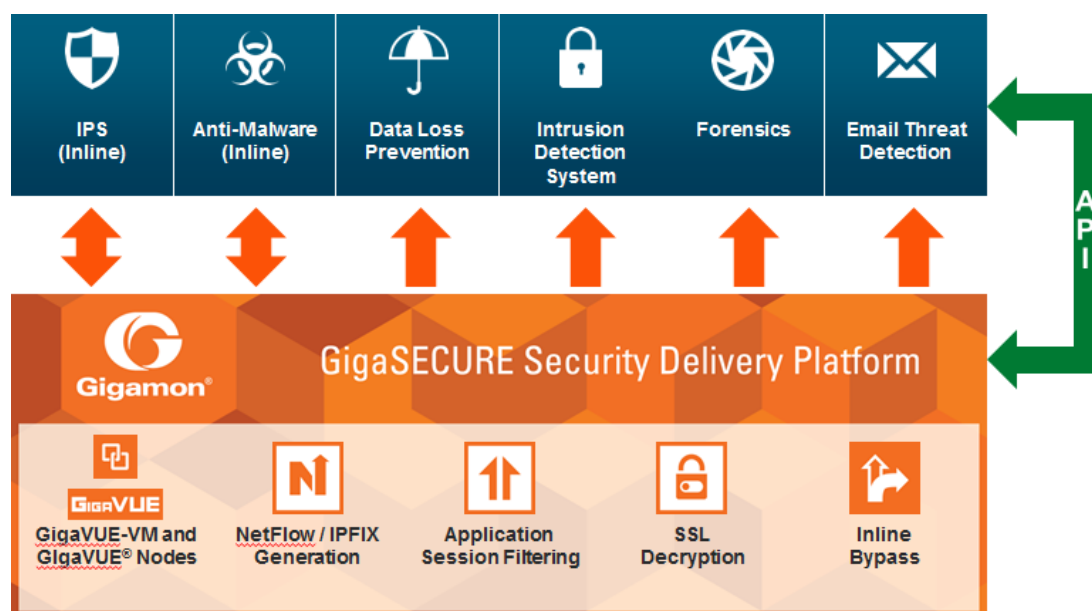 IPS
(Inline)
Anti-Malware
(Inline)
Data Loss
Prevention
Intrusion
Detection
System
Forensics
Email Threat
Detection
A
P
I
Gigamon®
GigaSECURE Security Delivery Platform
GIGAVUE
GigaVUE-VM and
GIgaVUE® Nodes
NetFlow / IPFIX
Generation
Application
Session Filtering
SSL
Decryption
Inline
Bypass